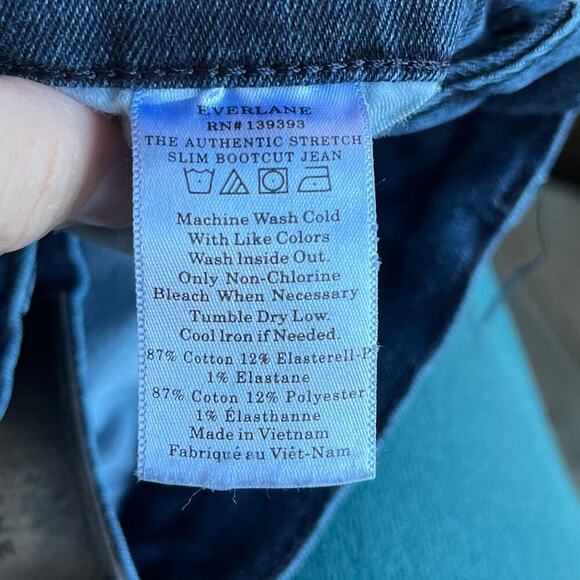 EVERLANE
RN# 139393
THE AUTHENTIC STRETCH
SLIM BOOTCUT JEAN
Machine Wash Cold
With Like Colors
Wash Inside Out.
Only Non-Chlorine
Bleach When Necessary
Tumble Dry Low.
Cool Iron if Needed.
87% Cotton 12% Elasterell-P
1% Elastane
87% Coton 12% Polyester
1% Élasthanne
Made in Vietnam
Fabriqué au Viêt-Nam